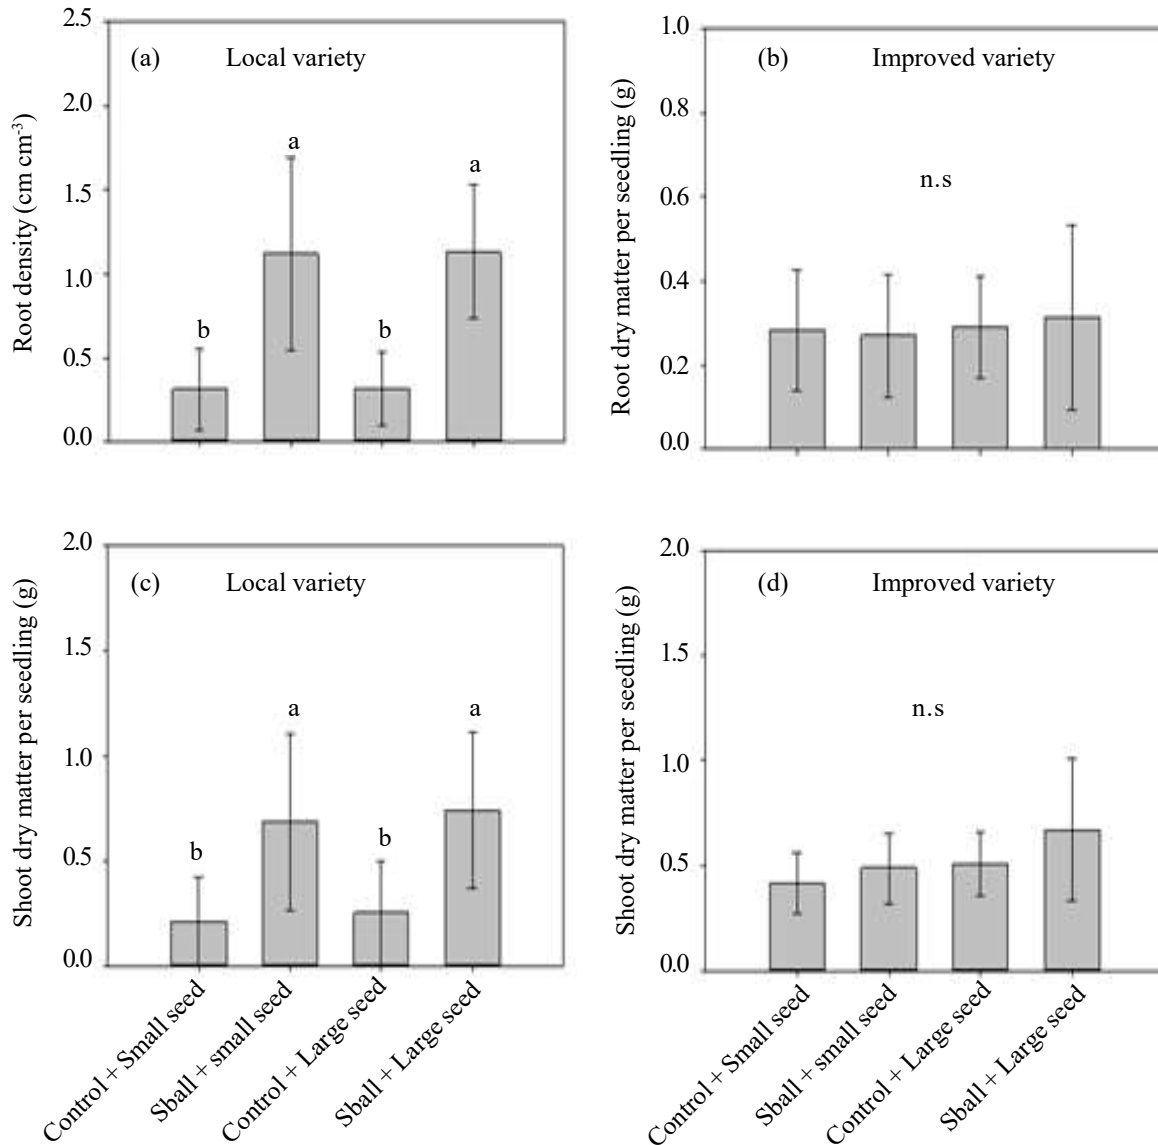 (a) Local variety
Root density (cm cm-3)
2.5
2.0
1.5
1.0
0.5
0.0
b
a
b
a
(b) Improved variety
Root dry matter per seedling (g)
1.0
0.8
0.6
0.4
0.2
0.0
n.s
(c) Local variety
Shoot dry matter per seedling (g)
2.0
1.5
1.0
0.5
0.0
b
a
b
a
Control + Small seed
Sball + small seed
Control + Large seed
Sball + Large seed
(d) Improved variety
Shoot dry matter per seedling (g)
2.0
1.5
1.0
0.5
0.0
n.s
Control + Small seed
Sball + small seed
Control + Large seed
Sball + Large seed